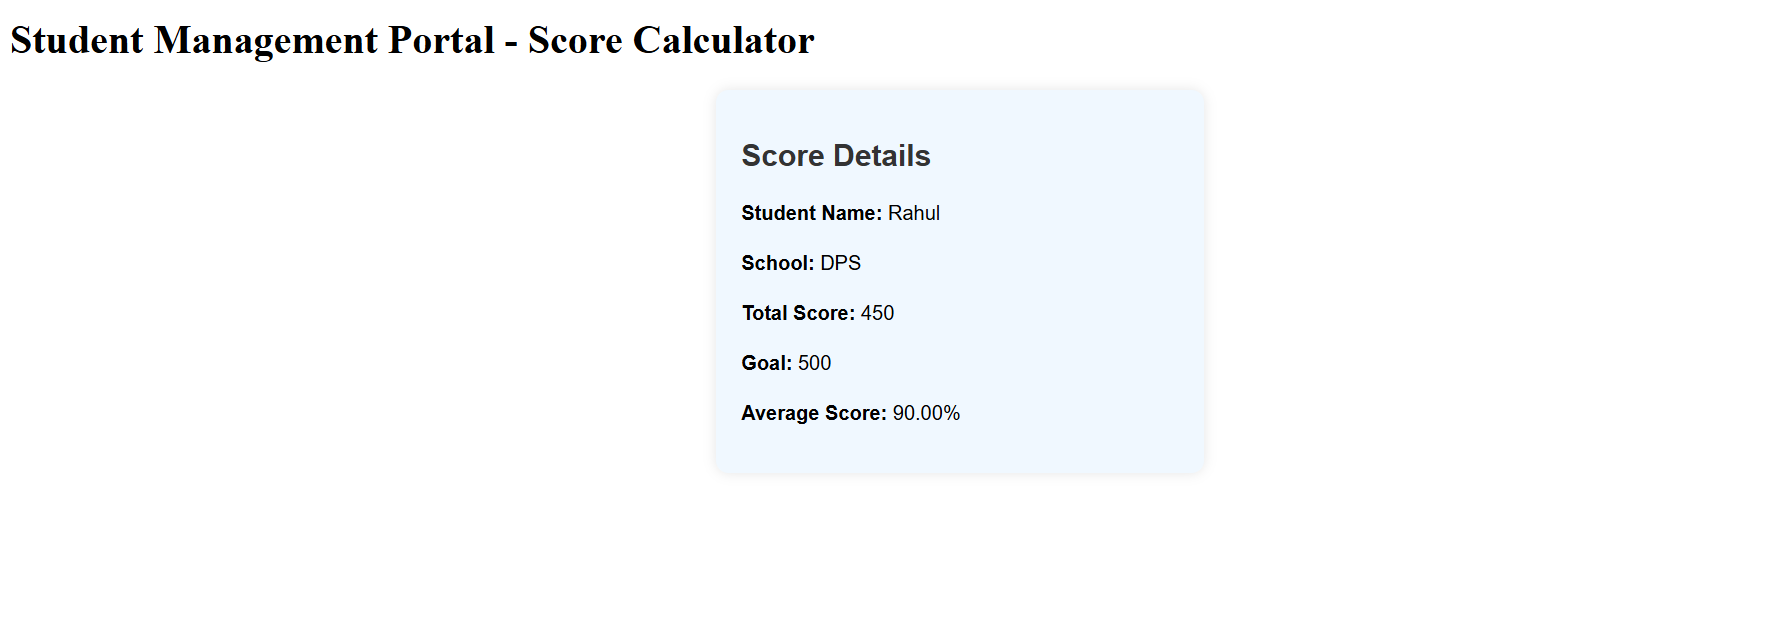 Student Management Portal - Score Calculator
Score Details
Student Name: Rahul
School: DPS
Total Score: 450
Goal: 500
Average Score: 90.00%